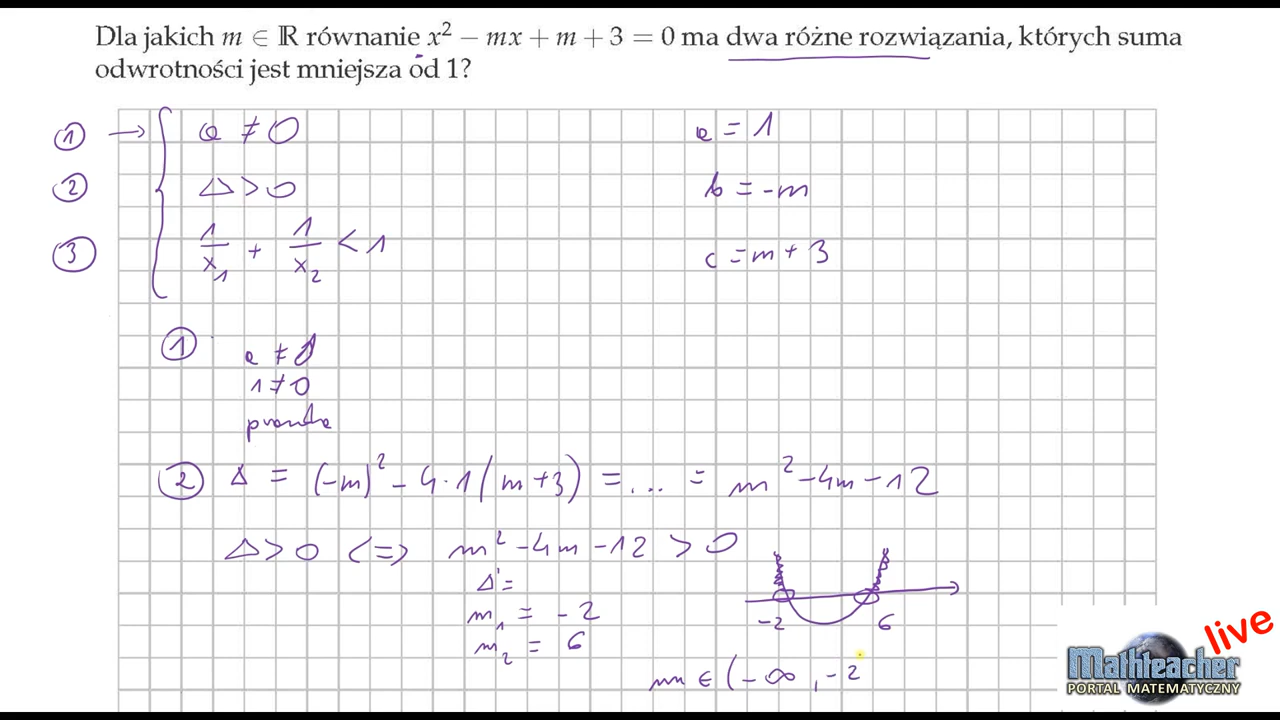 Dla jakich m ∈ ℝ równanie x² − mx + m + 3 = 0 ma dwa różne rozwiązania, których suma
odwrotności jest mniejsza od 1?
① → a ≠ 0
a = 1
② Δ > 0
b = -m
③ 1/x₁ + 1/x₂ < 1
c = m + 3
①
a ≠ 0
1 ≠ 0
prawda
② Δ = (-m)² - 4·1(m+3) = ... = m² - 4m - 12
Δ > 0 <=> m² - 4m - 12 > 0
Δ' =
m₁ = -2
m₂ = 6
-2 6
m ∈ (-∞, -2
live
Mathteacher
PORTAL MATEMATYCZNY